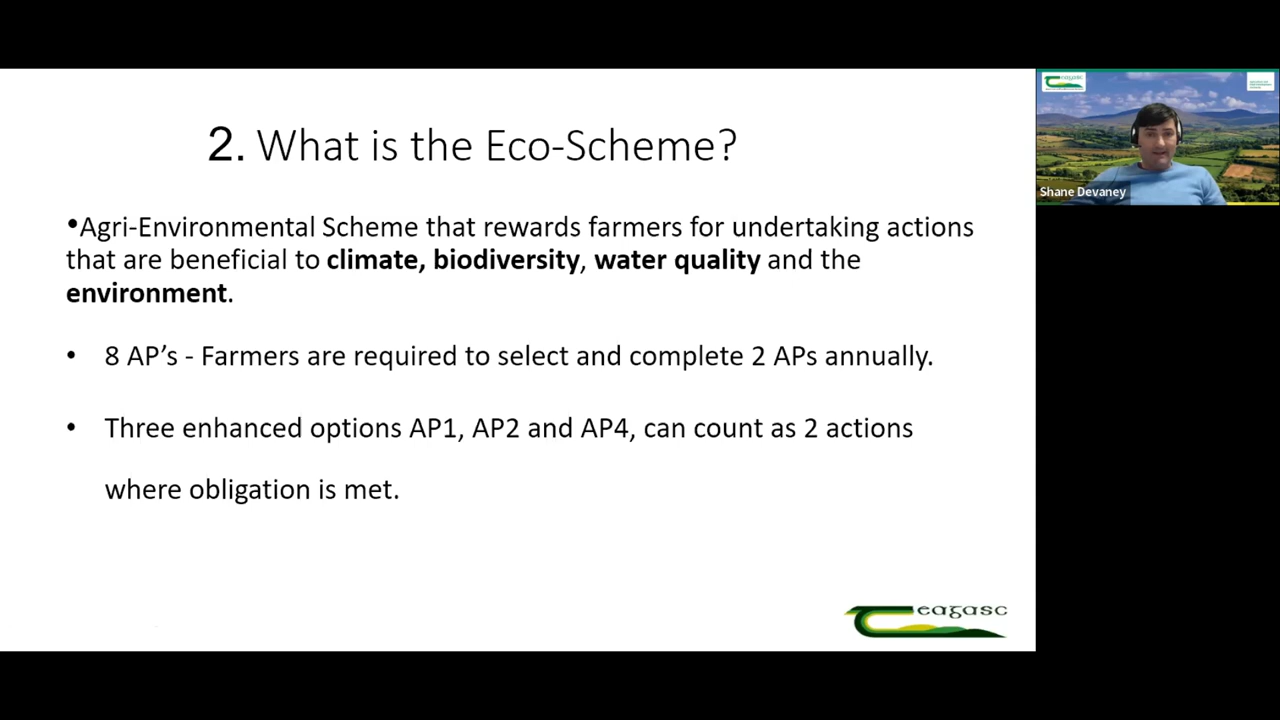 2. What is the Eco-Scheme?
•Agri-Environmental Scheme that rewards farmers for undertaking actions
that are beneficial to climate, biodiversity, water quality and the
environment.
• 8 AP’s - Farmers are required to select and complete 2 APs annually.
• Three enhanced options AP1, AP2 and AP4, can count as 2 actions
where obligation is met.
eagasc
eagasc
Shane Devaney